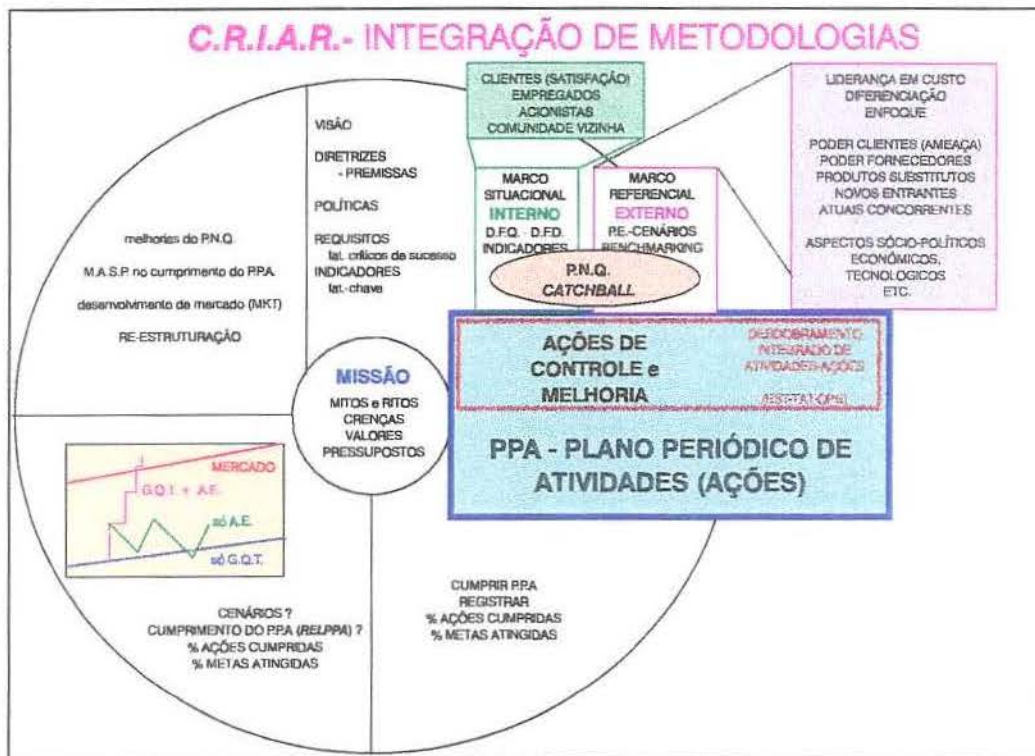 C.R.I.A.R.- INTEGRAÇÃO DE METODOLOGIAS
CLIENTES (SATISFAÇÃO)
EMPREGADOS
ACIONISTAS
COMUNIDADE VIZINHA
LIDERANÇA EM CUSTO
DIFERENCIAÇÃO
ENFOQUE
PODER CLIENTES (AMEAÇA)
PODER FORNECEDORES
PRODUTOS SUBSTITUTOS
NOVOS ENTRANTES
ATUAIS CONCORRENTES
ASPECTOS SÓCIO-POLÍTICOS
ECONÔMICOS,
TECNOLOGICOS
ETC.
VISÃO
DIRETRIZES
- PREMISSAS
POLÍTICAS
REQUISITOS
fat. críticos de sucesso
INDICADORES
fat.-chave
MARCO
SITUACIONAL
INTERNO
D.F.Q. - D.F.D.
INDICADORES
MARCO
REFERENCIAL
EXTERNO
P.E.-CENÁRIOS
BENCHMARKING
P.N.Q.
CATCHBALL
melhorias do P.N.Q.
M.A.S.P. no cumprimento do P.P.A.
desenvolvimento de mercado (MKT)
RE-ESTRUTURAÇÃO
MISSÃO
MITOS e RITOS
CRENÇAS
VALORES
PRESSUPOSTOS
AÇÕES DE
CONTROLE e
MELHORIA
DESDOBRAMENTO
INTEGRADO DE
ATIVIDADES-AÇÕES
PPA - PLANO PERIÓDICO DE
ATIVIDADES (AÇÕES)
MERCADO
G.Q.T. + A.E.
só A.E.
só G.Q.T.
CENÁRIOS ?
CUMPRIMENTO DO P.P.A (RELPPA) ?
% AÇÕES CUMPRIDAS
% METAS ATINGIDAS
CUMPRIR P.P.A
REGISTRAR
% AÇÕES CUMPRIDAS
% METAS ATINGIDAS